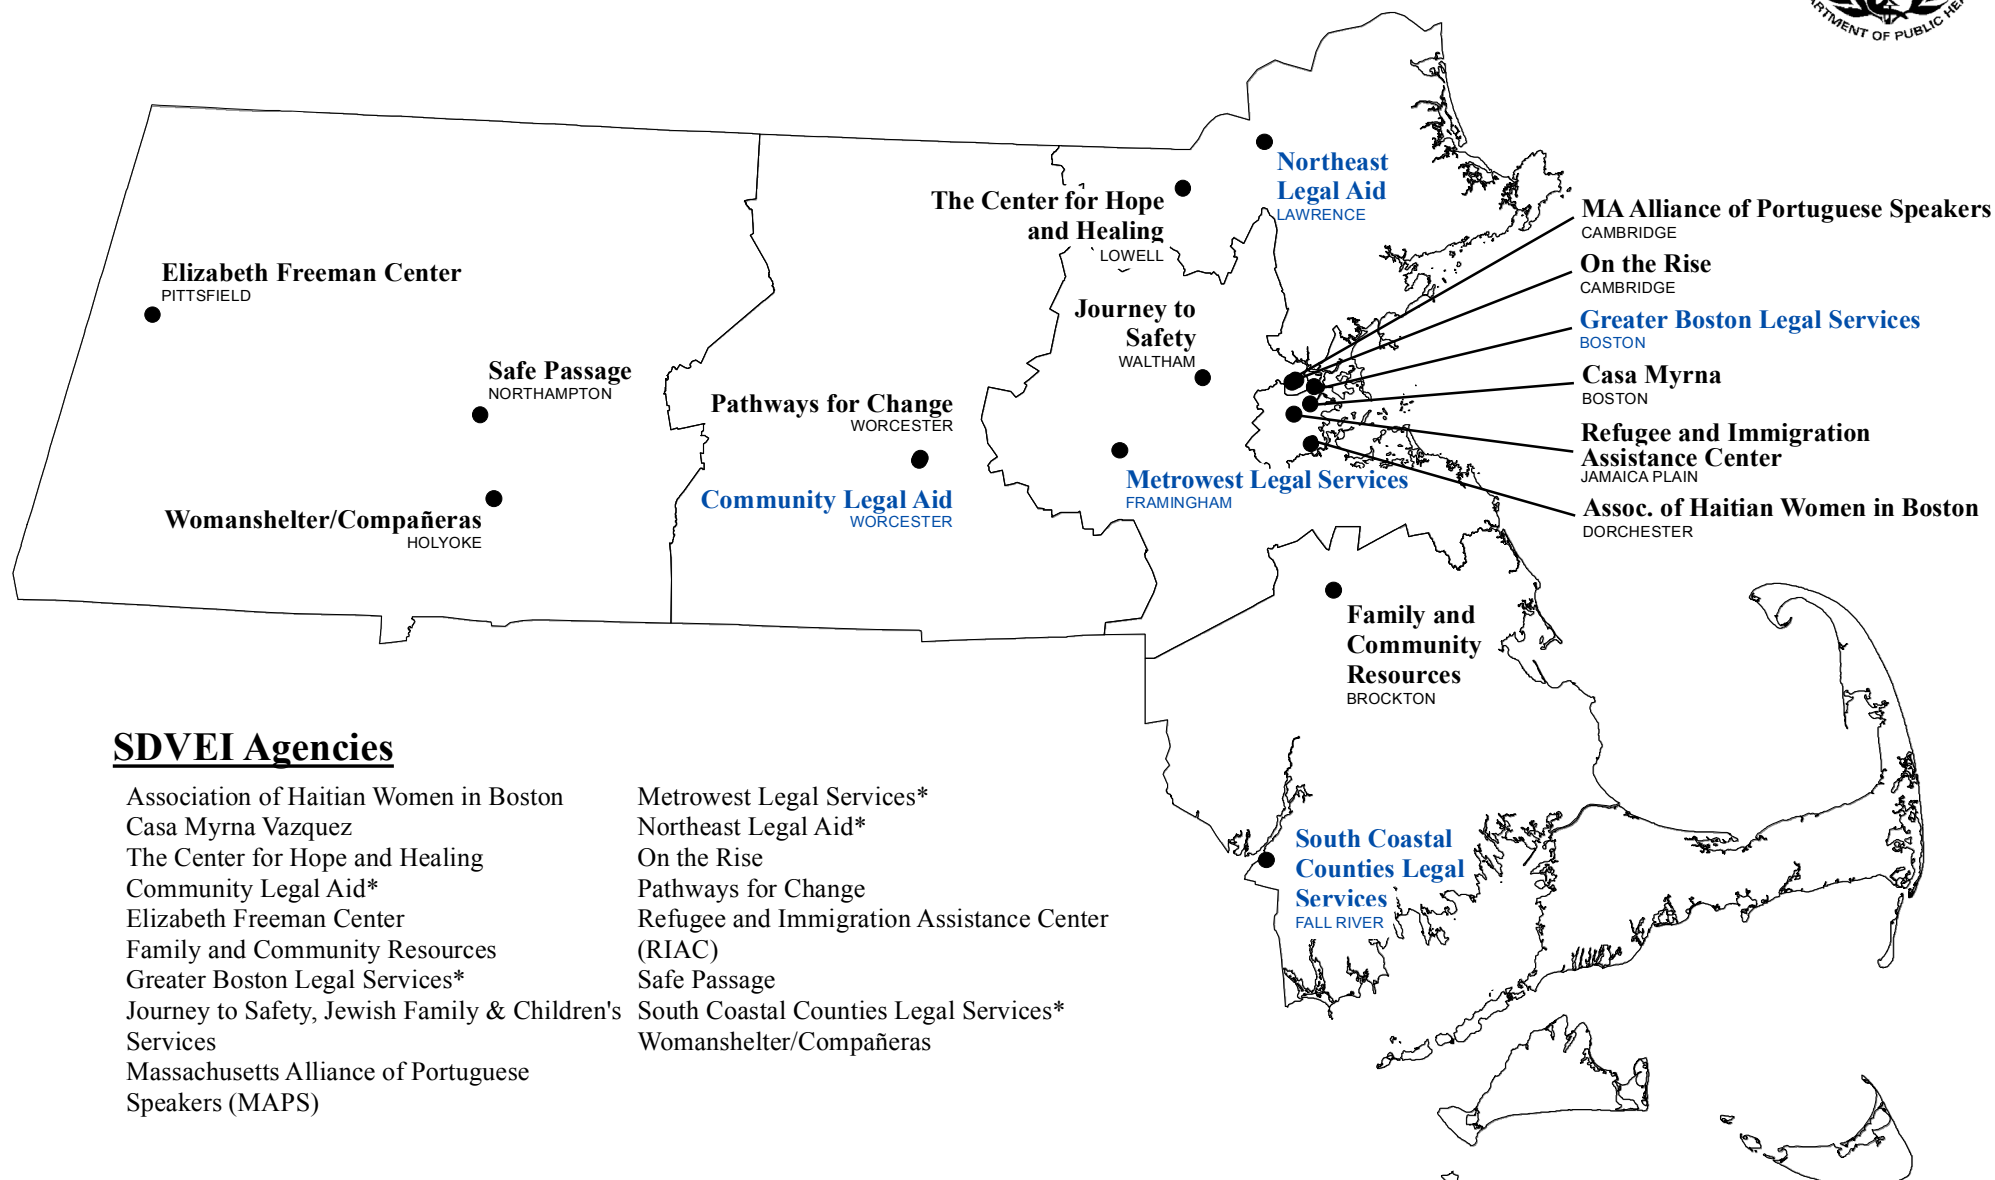 DEPARTMENT OF PUBLIC
Northeast
Legal Aid
LAWRENCE
The Center for Hope
and Healing
LOWELL
MA Alliance of Portuguese Speakers
CAMBRIDGE
On the Rise
CAMBRIDGE
Elizabeth Freeman Center
PITTSFIELD
Journey to
Safety
WALTHAM
Greater Boston Legal Services
BOSTON
Safe Passage
NORTHAMPTON
Casa Myrna
BOSTON
Pathways for Change
WORCESTER
Refugee and Immigration
Assistance Center
JAMAICA PLAIN
Metrowest Legal Services
FRAMINGHAM
Community Legal Aid
WORCESTER
Assoc. of Haitian Women in Boston
DORCHESTER
Womanshelter/Compañeras
HOLYOKE
Family and
Community
Resources
BROCKTON
South Coastal
Counties Legal
Services
FALL RIVER
SDVEI Agencies
Association of Haitian Women in Boston
Casa Myrna Vazquez
The Center for Hope and Healing
Community Legal Aid*
Elizabeth Freeman Center
Family and Community Resources
Greater Boston Legal Services*
Journey to Safety, Jewish Family & Children's
Services
Massachusetts Alliance of Portuguese
Speakers (MAPS)
Metrowest Legal Services*
Northeast Legal Aid*
On the Rise
Pathways for Change
Refugee and Immigration Assistance Center
(RIAC)
Safe Passage
South Coastal Counties Legal Services*
Womanshelter/Compañeras